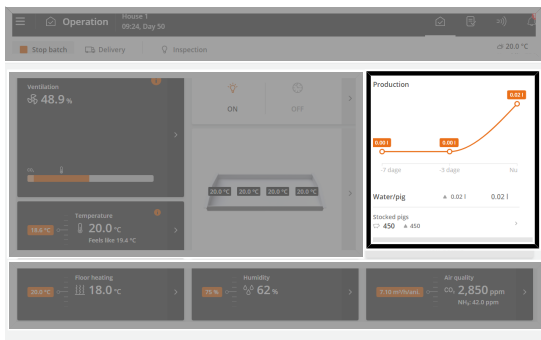 Operation
House 1
09:24, Day 50
Stop batch
Delivery
Inspection
20.0 °C
Ventilation
48.9 %
ON
OFF
20.0 °C 20.0 °C 20.0 °C 20.0 °C
Temperature
18.0 °C
20.0 °C
Feels like 19.4 °C
Production
0.02 l
0.00 l
0.00 l
-7 dage
-3 dage
Nu
Water/pig
▲ 0.02 l
0.02 l
Stocked pigs
450 ▲ 450
Floor heating
18.0 °C
Humidity
75 %
62 %
Air quality
CO₂ 2,850 ppm
NH₃: 42.0 ppm